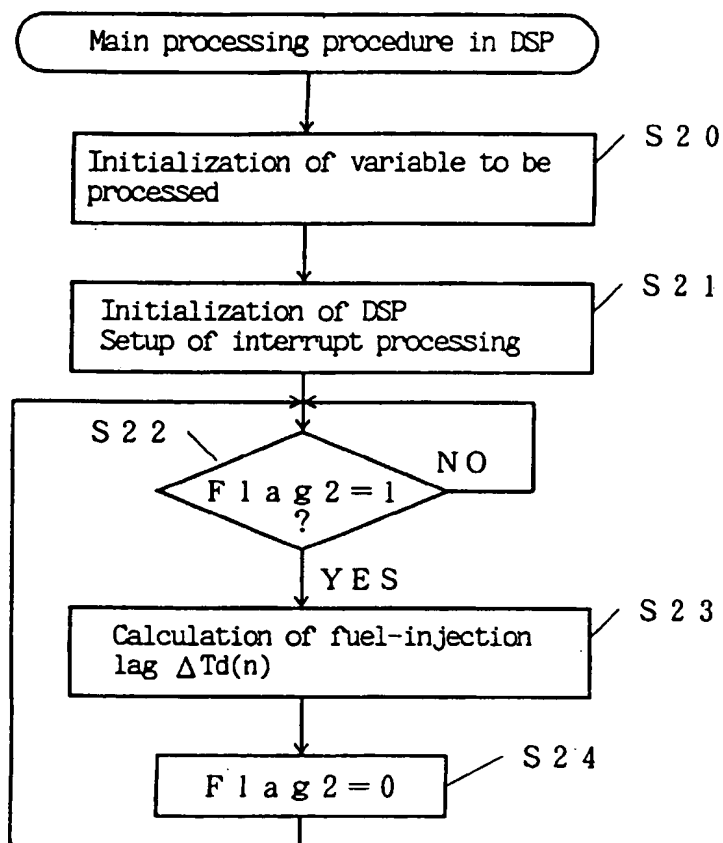 Main processing procedure in DSP
S20
Initialization of variable to be
processed
S21
Initialization of DSP
Setup of interrupt processing
S22
NO
Flag2=1
?
YES
S23
Calculation of fuel-injection
lag ΔTd(n)
S24
Flag2=0